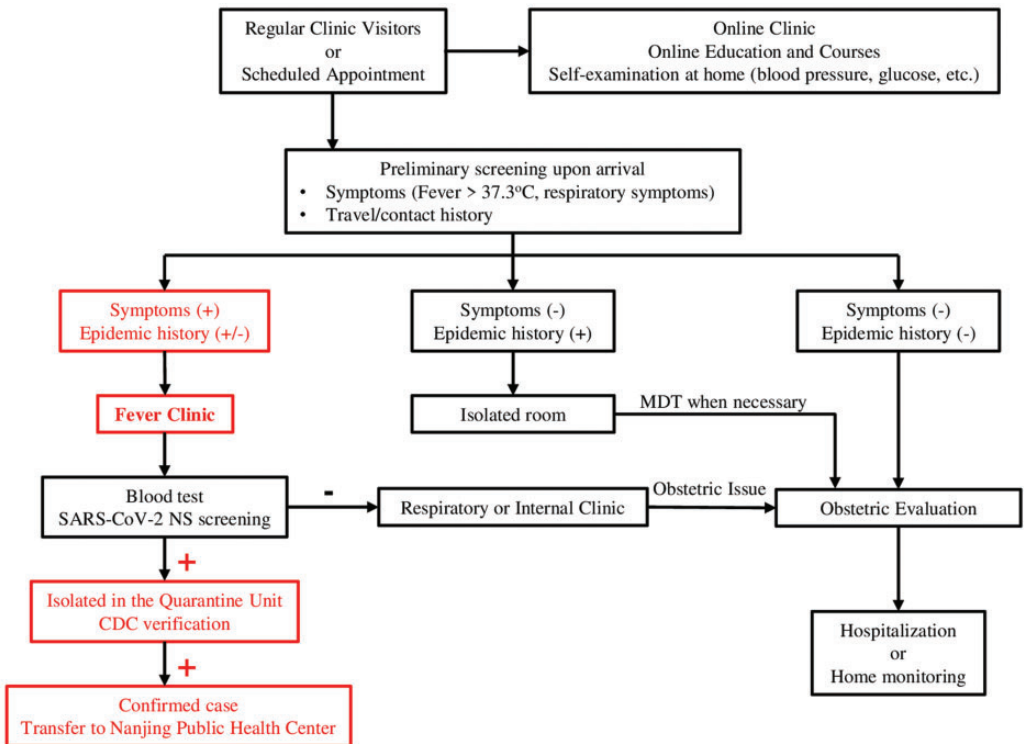 Regular Clinic Visitors
or
Scheduled Appointment
Online Clinic
Online Education and Courses
Self-examination at home (blood pressure, glucose, etc.)
Preliminary screening upon arrival
• Symptoms (Fever > 37.3°C, respiratory symptoms)
• Travel/contact history
Symptoms (+)
Epidemic history (+/-)
Symptoms (-)
Epidemic history (+)
Symptoms (-)
Epidemic history (-)
Fever Clinic
Isolated room
MDT when necessary
Blood test
SARS-CoV-2 NS screening
-
Respiratory or Internal Clinic
Obstetric Issue
Obstetric Evaluation
+
Isolated in the Quarantine Unit
CDC verification
Hospitalization
or
Home monitoring
+
Confirmed case
Transfer to Nanjing Public Health Center